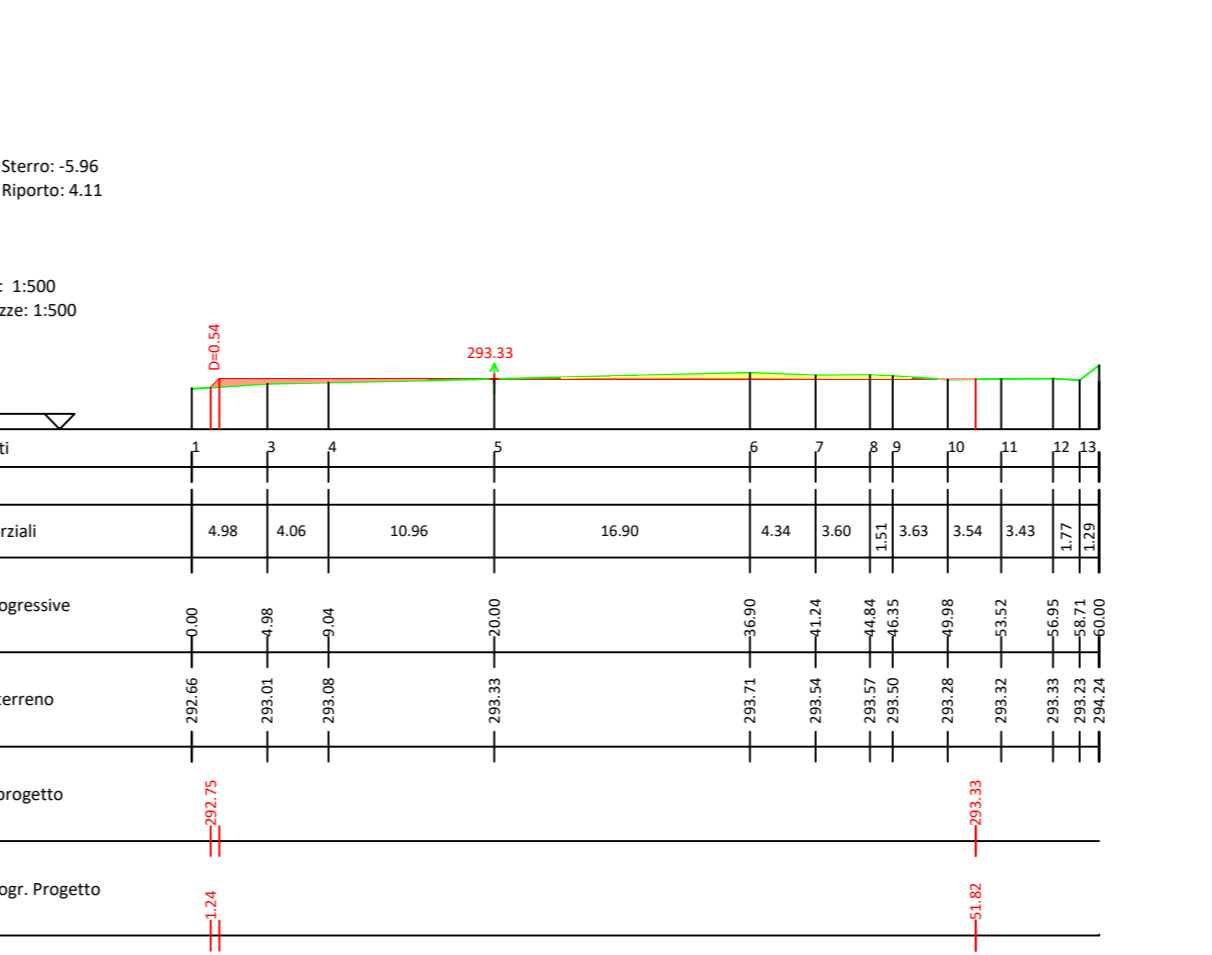 Sterro: -5.96
Riporto: 4.11
: 1:500
zze: 1:500
D=0.54
293.33
ti 1 3 4 5 6 7 8 9 10 11 12 13
rziali 4.98 4.06 10.96 16.90 4.34 3.60 1.51 3.63 3.54 3.43 1.77 1.29
ogressive 0.00 4.98 9.04 20.00 36.90 41.24 44.84 46.35 49.98 53.52 56.95 58.71 60.00
terreno 292.66 293.01 293.08 293.33 293.71 293.54 293.57 293.50 293.28 293.32 293.33 293.23 294.24
progetto 292.75 293.33
ogr. Progetto 1.24 51.82